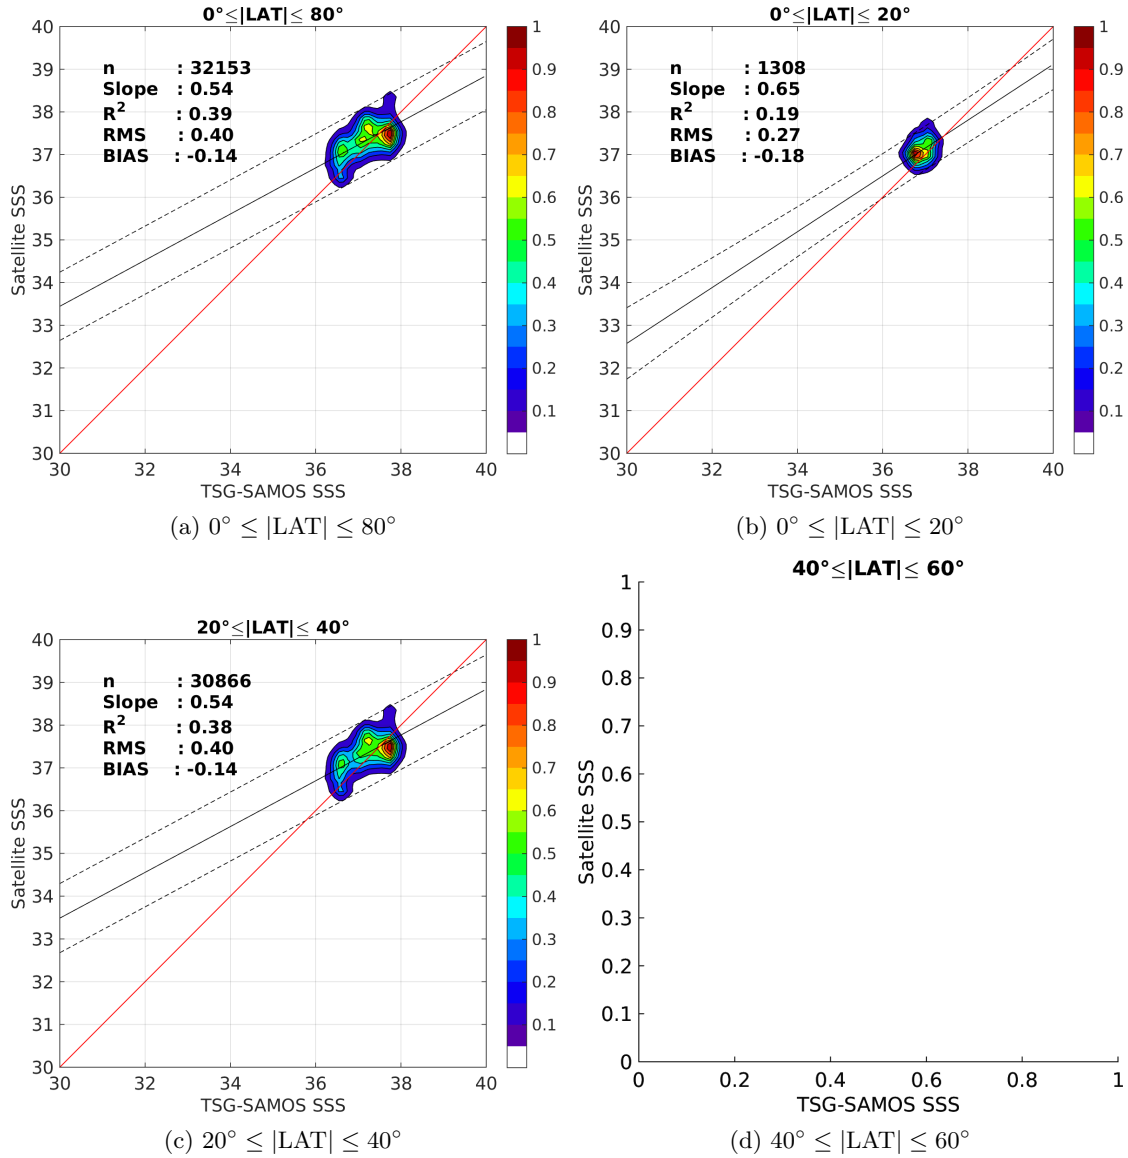 0°≤|LAT|≤ 80°
40
39
38
37
36
35
34
33
32
31
30
Satellite SSS
n : 32153
Slope : 0.54
R² : 0.39
RMS : 0.40
BIAS : -0.14
30 32 34 36 38 40
TSG-SAMOS SSS
1
0.9
0.8
0.7
0.6
0.5
0.4
0.3
0.2
0.1
(a) 0° ≤ |LAT| ≤ 80°
0°≤|LAT|≤ 20°
40
39
38
37
36
35
34
33
32
31
30
Satellite SSS
n : 1308
Slope : 0.65
R² : 0.19
RMS : 0.27
BIAS : -0.18
30 32 34 36 38 40
TSG-SAMOS SSS
1
0.9
0.8
0.7
0.6
0.5
0.4
0.3
0.2
0.1
(b) 0° ≤ |LAT| ≤ 20°
20°≤|LAT|≤ 40°
40
39
38
37
36
35
34
33
32
31
30
Satellite SSS
n : 30866
Slope : 0.54
R² : 0.38
RMS : 0.40
BIAS : -0.14
30 32 34 36 38 40
TSG-SAMOS SSS
1
0.9
0.8
0.7
0.6
0.5
0.4
0.3
0.2
0.1
(c) 20° ≤ |LAT| ≤ 40°
40°≤|LAT|≤ 60°
1
0.9
0.8
0.7
0.6
0.5
0.4
0.3
0.2
0.1
0
Satellite SSS
0 0.2 0.4 0.6 0.8 1
TSG-SAMOS SSS
(d) 40° ≤ |LAT| ≤ 60°